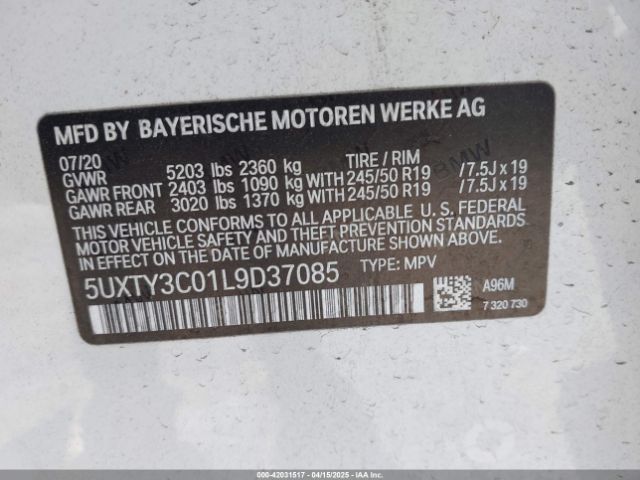 MFD BY BAYERISCHE MOTOREN WERKE AG
07/20
GVWR 5203 lbs 2360 kg TIRE / RIM
GAWR FRONT 2403 lbs 1090 kg WITH 245/50 R19 /7.5J x 19
GAWR REAR 3020 lbs 1370 kg WITH 245/50 R19 /7.5J x 19
THIS VEHICLE CONFORMS TO ALL APPLICABLE U. S. FEDERAL
MOTOR VEHICLE SAFETY AND THEFT PREVENTION STANDARDS
IN EFFECT ON THE DATE OF MANUFACTURE SHOWN ABOVE.
5UXTY3C01L9D37085 TYPE: MPV
A96M
7 320 730
000-42031517 | 04/15/2025 | Copyright IAA, LLC.